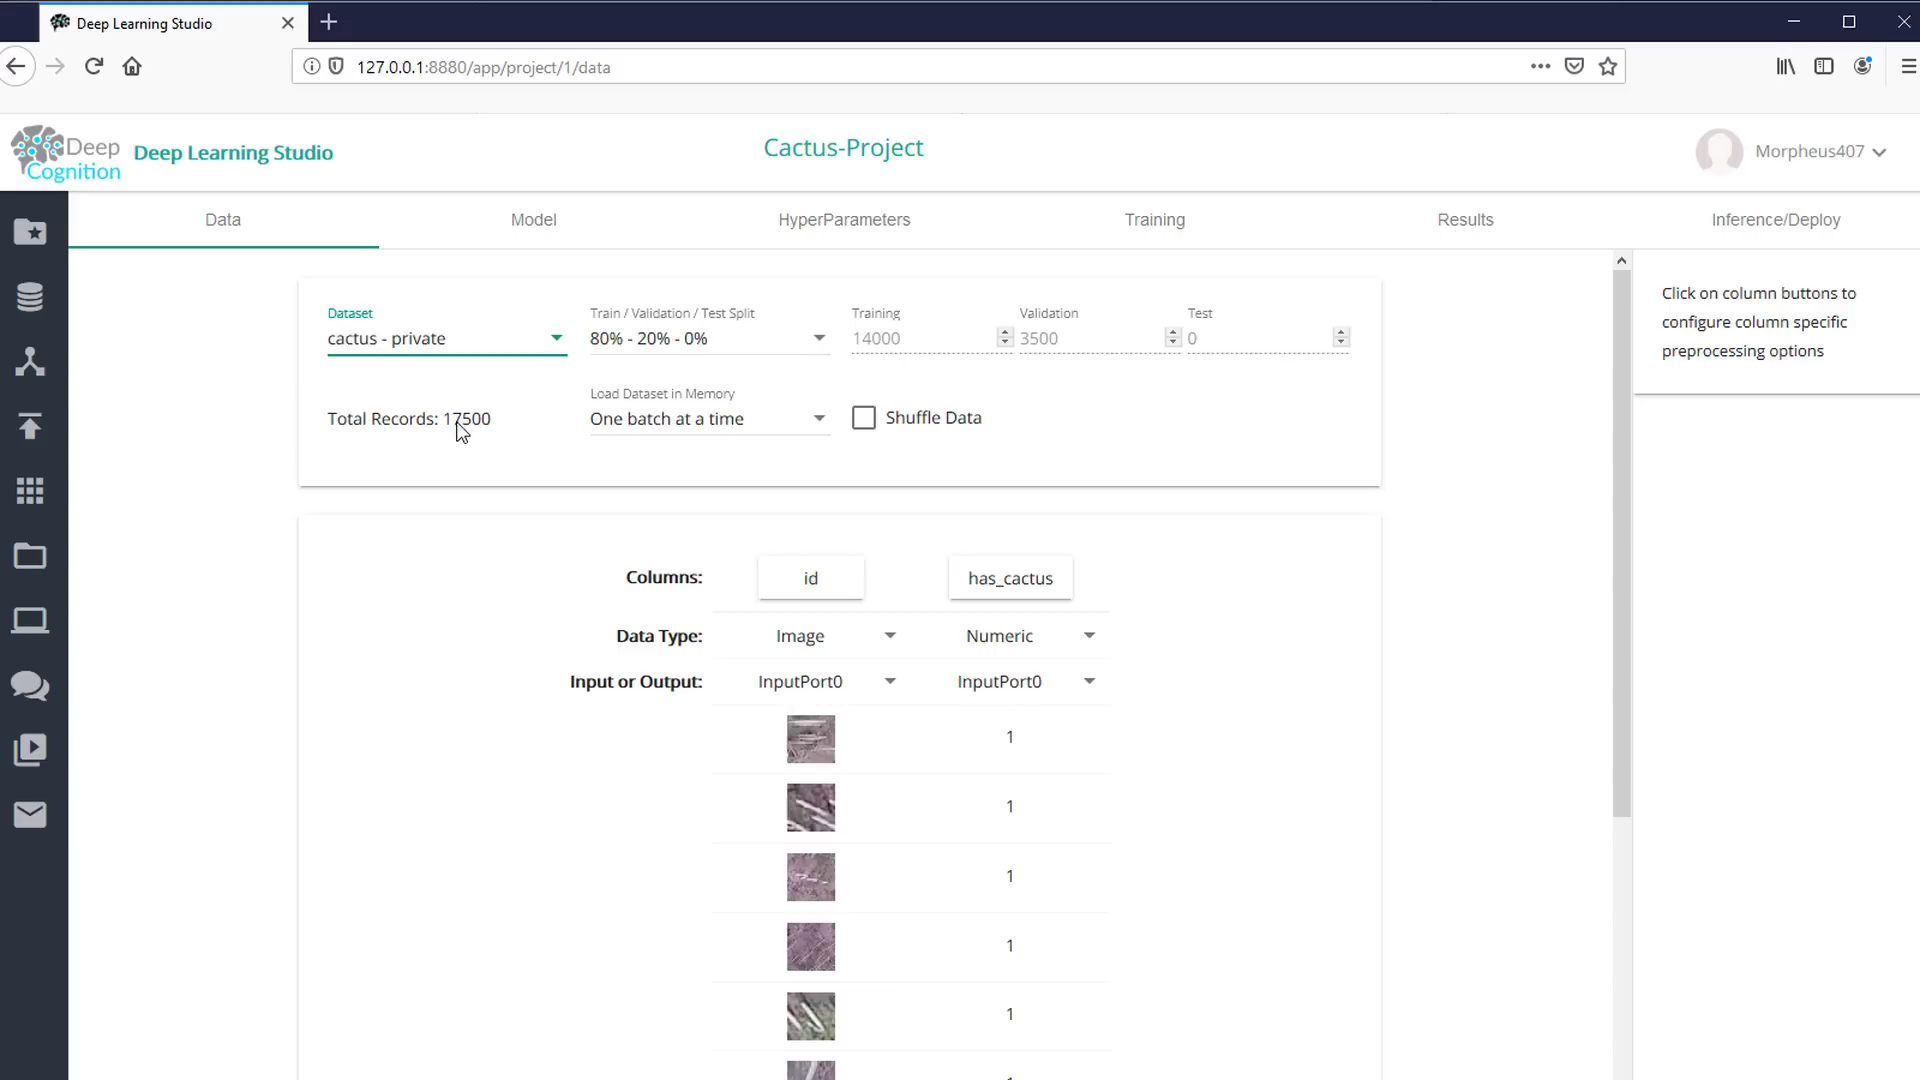 Deep Learning Studio
127.0.0.1:8880/app/project/1/data
Deep Cognition
Deep Learning Studio
Cactus-Project
Morpheus407
Data Model HyperParameters Training Results Inference/Deploy
Dataset Train / Validation / Test Split Training Validation Test
cactus - private 80% - 20% - 0% 14000 3500 0
Load Dataset in Memory
Total Records: 17500 One batch at a time Shuffle Data
Click on column buttons to
configure column specific
preprocessing options
Columns: id has_cactus
Data Type: Image Numeric
Input or Output: InputPort0 InputPort0
1
1
1
1
1